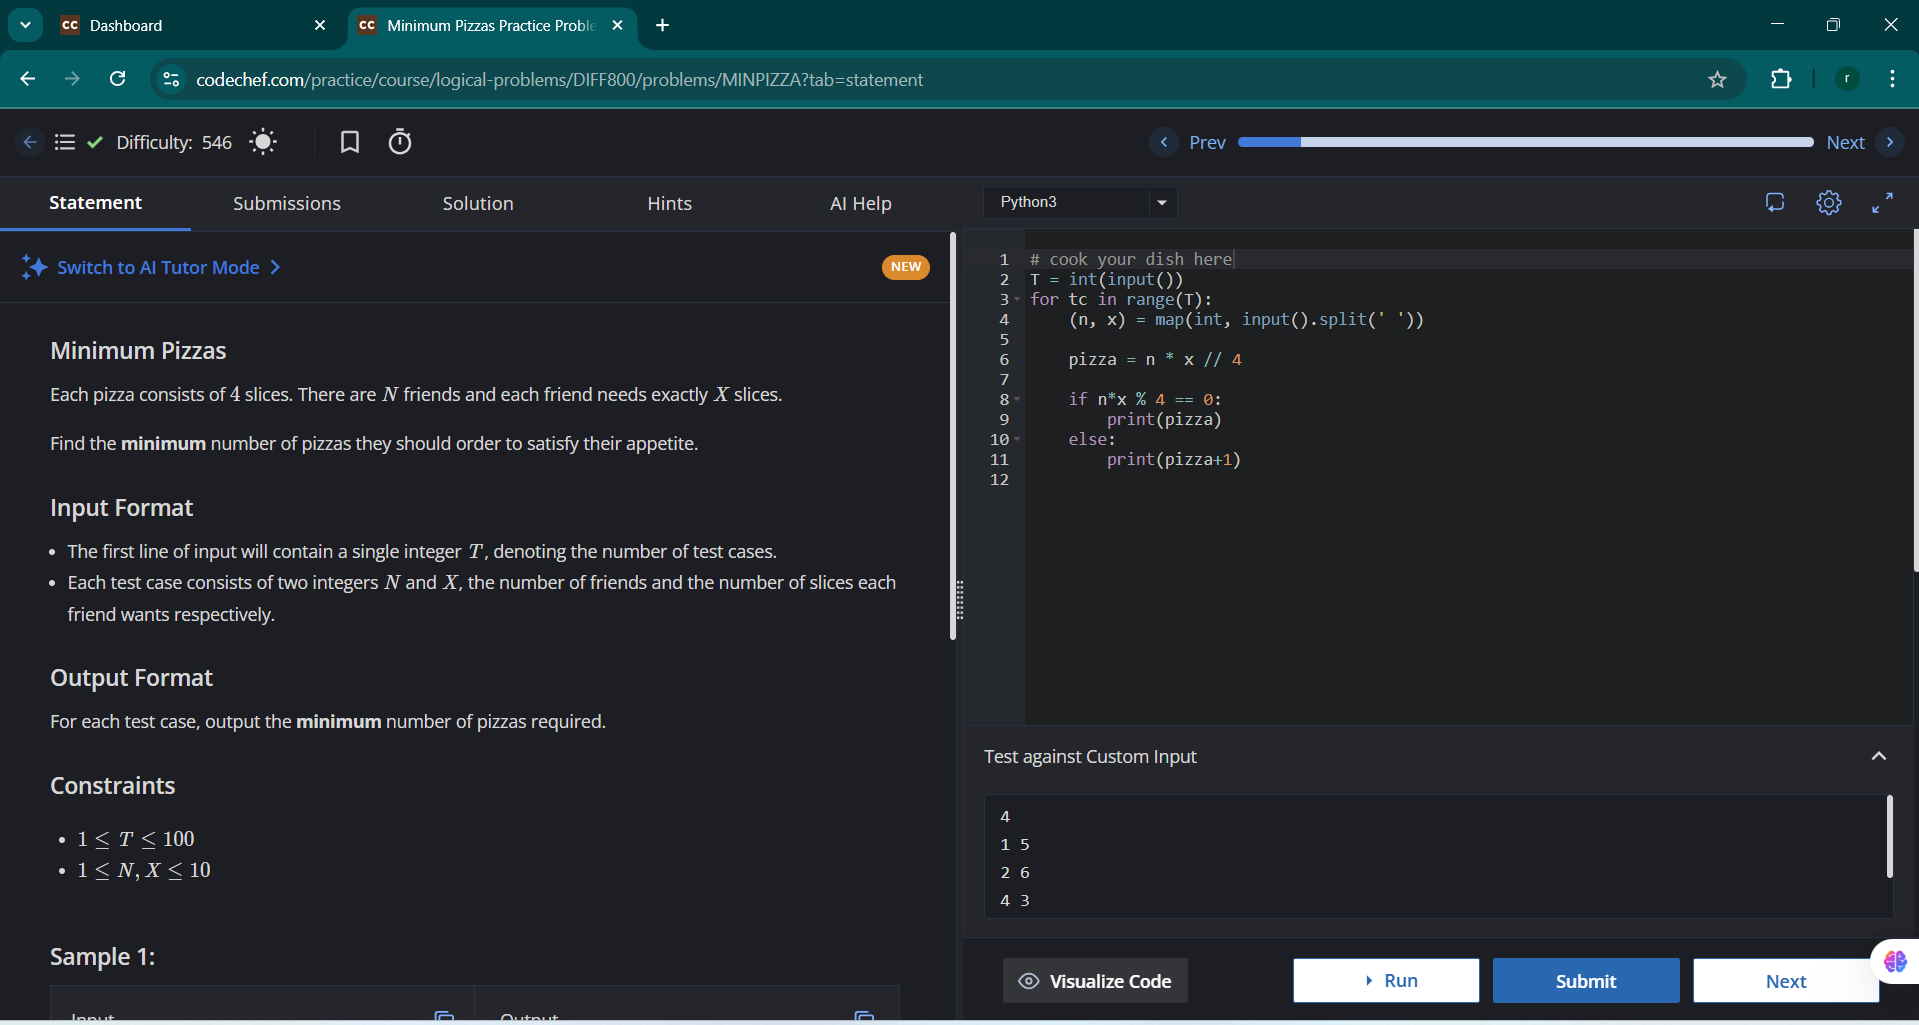 CC Dashboard
CC Minimum Pizzas Practice Proble
codechef.com/practice/course/logical-problems/DIFF800/problems/MINPIZZA?tab=statement
r
Difficulty: 546
Prev
Next
Statement
Submissions
Solution
Hints
AI Help
Python3
Switch to AI Tutor Mode
NEW
Minimum Pizzas
Each pizza consists of 4 slices. There are N friends and each friend needs exactly X slices.
Find the minimum number of pizzas they should order to satisfy their appetite.
Input Format
• The first line of input will contain a single integer T, denoting the number of test cases.
• Each test case consists of two integers N and X, the number of friends and the number of slices each
friend wants respectively.
Output Format
For each test case, output the minimum number of pizzas required.
Constraints
• 1 ≤ T ≤ 100
• 1 ≤ N, X ≤ 10
Sample 1:
Input
Output
1 # cook your dish here
2 T = int(input())
3 for tc in range(T):
4     (n, x) = map(int, input().split(' '))
5
6     pizza = n * x // 4
7
8     if n*x % 4 == 0:
9         print(pizza)
10     else:
11         print(pizza+1)
12
Test against Custom Input
4
1 5
2 6
4 3
Visualize Code
Run
Submit
Next